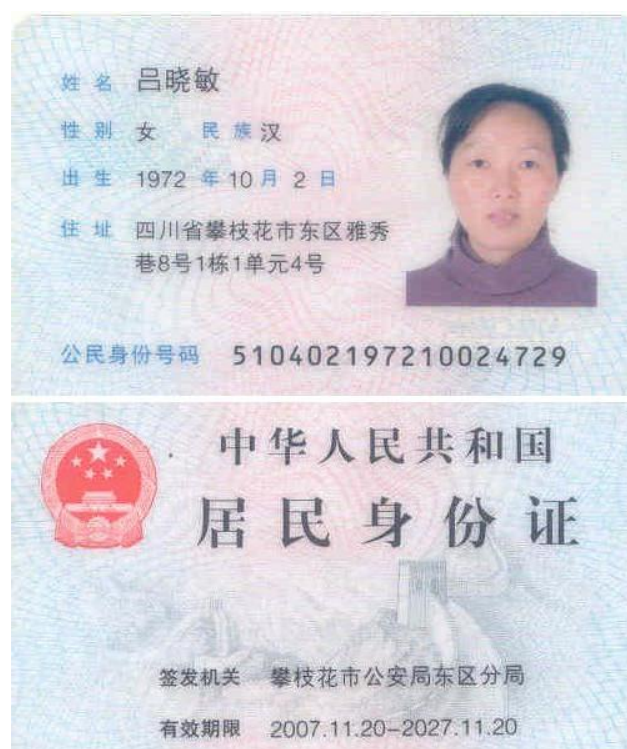 姓名 吕晓敏
性别 女 民族 汉
出生 1972 年 10 月 2 日
住址 四川省攀枝花市东区雅秀
巷8号1栋1单元4号
公民身份号码 510402197210024729
中华人民共和国
居民身份证
签发机关 攀枝花市公安局东区分局
有效期限 2007.11.20-2027.11.20